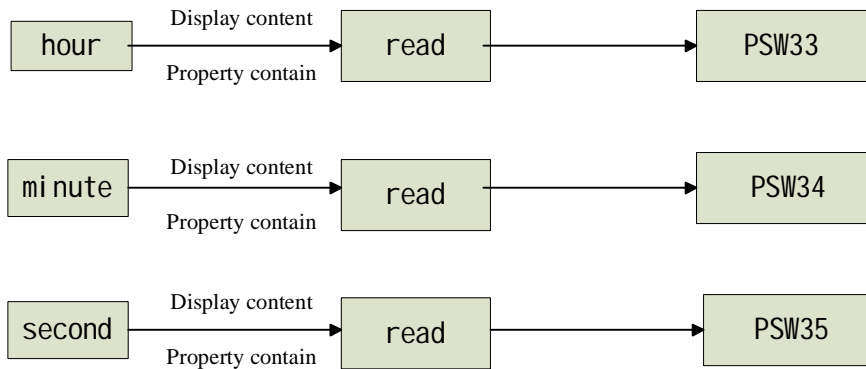 Display content
hour
read
PSW33
Property contain
Display content
minute
read
PSW34
Property contain
Display content
second
read
PSW35
Property contain